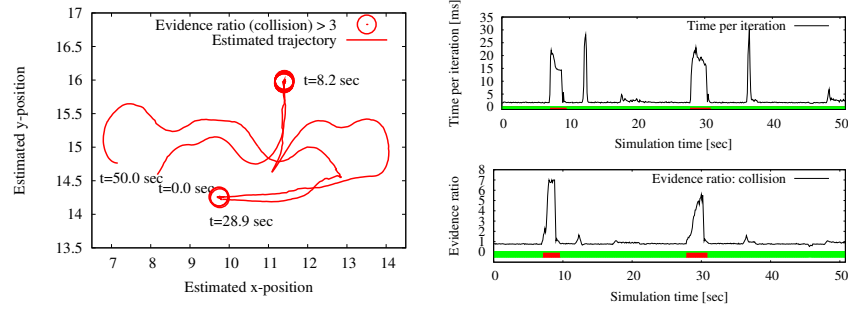 Evidence ratio (collision) > 3
Estimated trajectory
17
16.5
16
15.5
15
14.5
14
13.5
t=8.2 sec
t=50.0 sec
t=0.0 sec
t=28.9 sec
7 8 9 10 11 12 13 14
Estimated x-position
Estimated y-position
Time per iteration
35
30
25
20
15
10
5
0
Time per iteration [ms]
0 10 20 30 40 50
Simulation time [sec]
Evidence ratio: collision
8
7
6
5
4
3
2
1
0
Evidence ratio
0 10 20 30 40 50
Simulation time [sec]